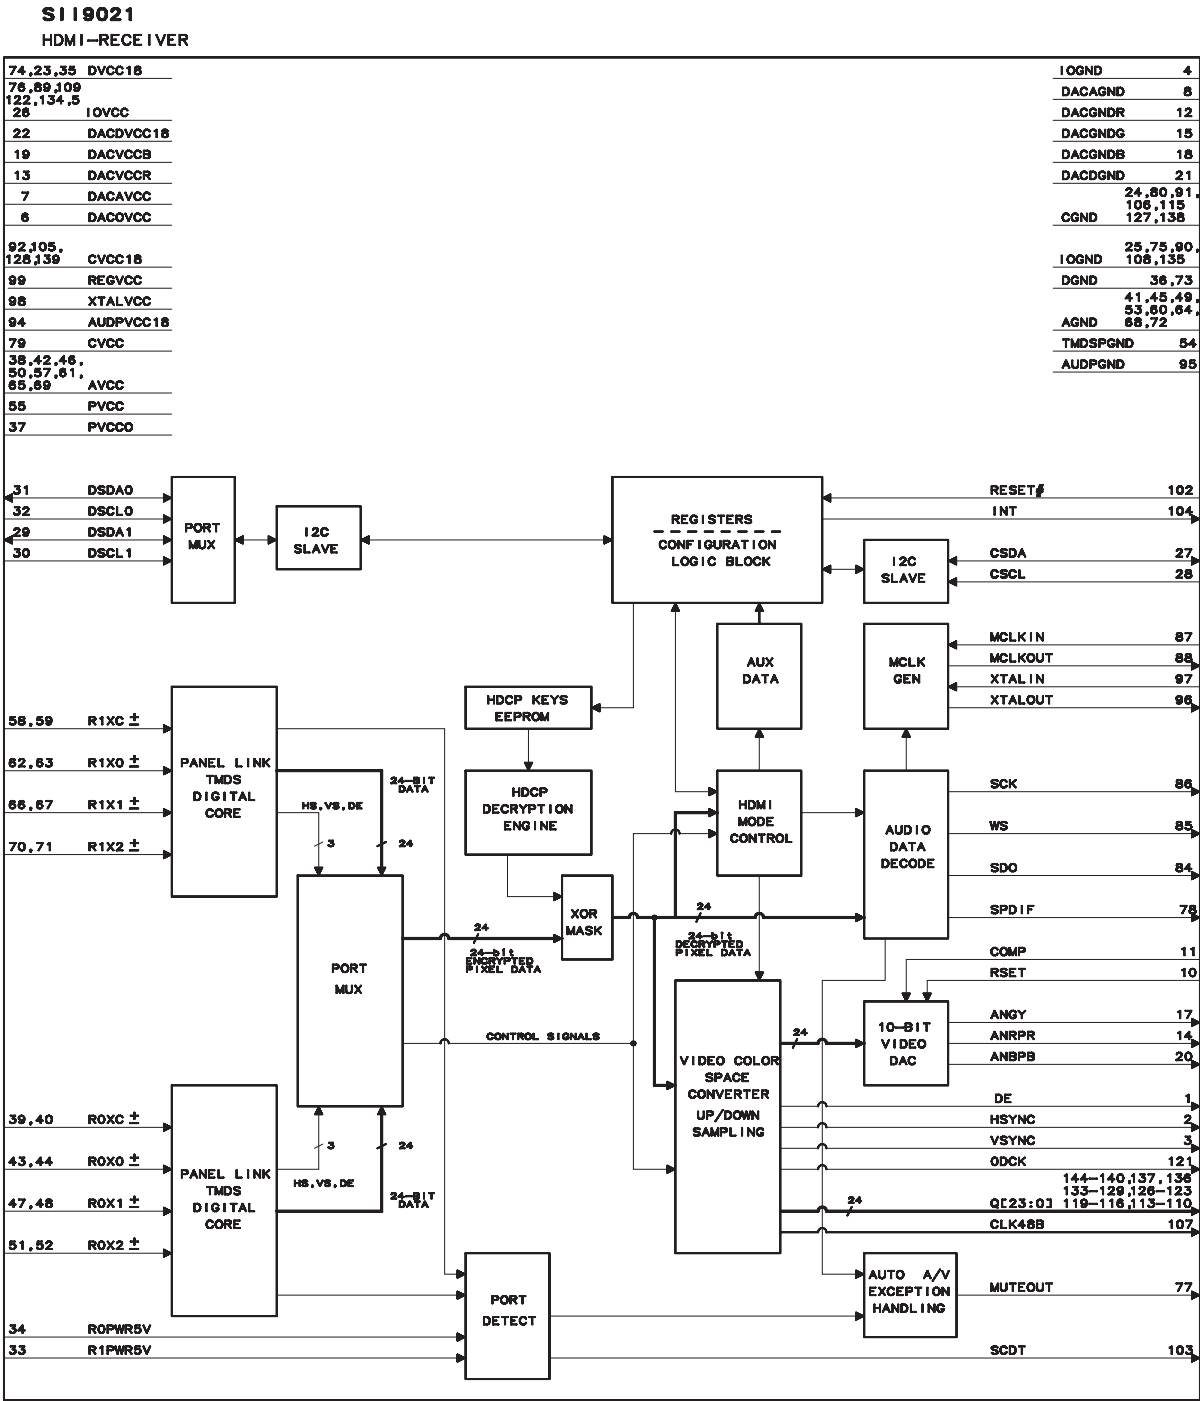 SII9021
HDMI-RECEIVER
74,23,35 DVCC18
76,89,109
122,134,5
26 IOVCC
22 DACDVCC18
19 DACVCCB
13 DACVCCR
7 DACAVCC
6 DACOVCC
92,105,
128,139 CVCC18
99 REGVCC
98 XTALVCC
94 AUDPVCC18
79 CVCC
38,42,46,
50,57,61,
65,69 AVCC
55 PVCC
37 PVCCO
IOGND 4
DACAGND 8
DACGNDR 12
DACGNDG 15
DACGNDB 18
DACDGND 21
24,80,91,
106,115
CGND 127,138
25,75,90,
IOGND 108,135
DGND 36,73
41,45,49,
53,60,64,
AGND 68,72
TMDSPGND 54
AUDPGND 95
31 DSDA0
32 DSCL0
29 DSDA1
30 DSCL1
PORT
MUX
I2C
SLAVE
REGISTERS
CONFIGURATION
LOGIC BLOCK
RESET# 102
INT 104
I2C
SLAVE
CSDA 27
CSCL 28
AUX
DATA
MCLK
GEN
MCLKIN 87
MCLKOUT 88
XTALIN 97
XTALOUT 96
HDCP KEYS
EEPROM
58,59 R1XC ±
62,63 R1X0 ±
66,67 R1X1 ±
70,71 R1X2 ±
PANEL LINK
TMDS
DIGITAL
CORE
24-BIT
DATA
HS,VS,DE
3
24
HDCP
DECRYPTION
ENGINE
HDMI
MODE
CONTROL
AUDIO
DATA
DECODE
SCK 86
WS 85
SDO 84
SPDIF 78
XOR
MASK
24
24-bit
ENCRYPTED
PIXEL DATA
24
24-bit
DECRYPTED
PIXEL DATA
PORT
MUX
CONTROL SIGNALS
COMP 11
RSET 10
10-BIT
VIDEO
DAC
24
ANGY 17
ANRPR 14
ANBPB 20
VIDEO COLOR
SPACE
CONVERTER
UP/DOWN
SAMPLING
DE 1
HSYNC 2
VSYNC 3
ODCK 121
144-140,137,136
133-129,126-123
24
Q[23:0] 119-116,113-110
CLK48B 107
39,40 R0XC ±
43,44 R0X0 ±
47,48 R0X1 ±
51,52 R0X2 ±
PANEL LINK
TMDS
DIGITAL
CORE
3
24
HS,VS,DE
24-BIT
DATA
PORT
DETECT
AUTO A/V
EXCEPTION
HANDLING
MUTEOUT 77
34 R0PWR5V
33 R1PWR5V
SCDT 103